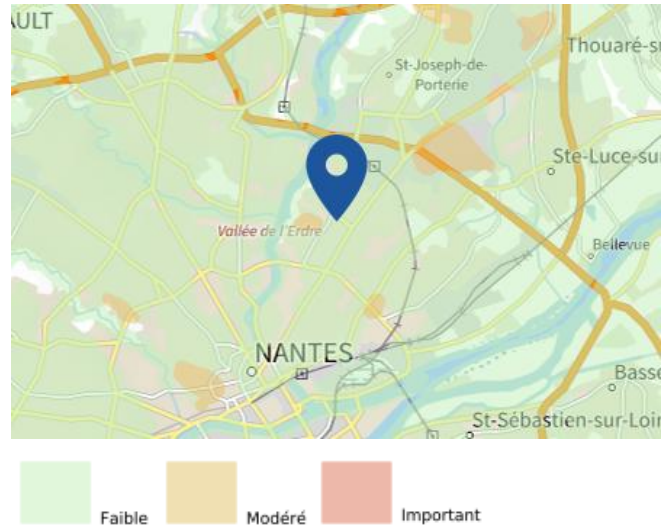 AULT
Thouaré-su
St-Joseph-de-
Porterie
Ste-Luce-sur
Vallée de l'Erdre
Bellevue
NANTES
Basse
St-Sébastien-sur-Loir
Faible
Modéré
Important